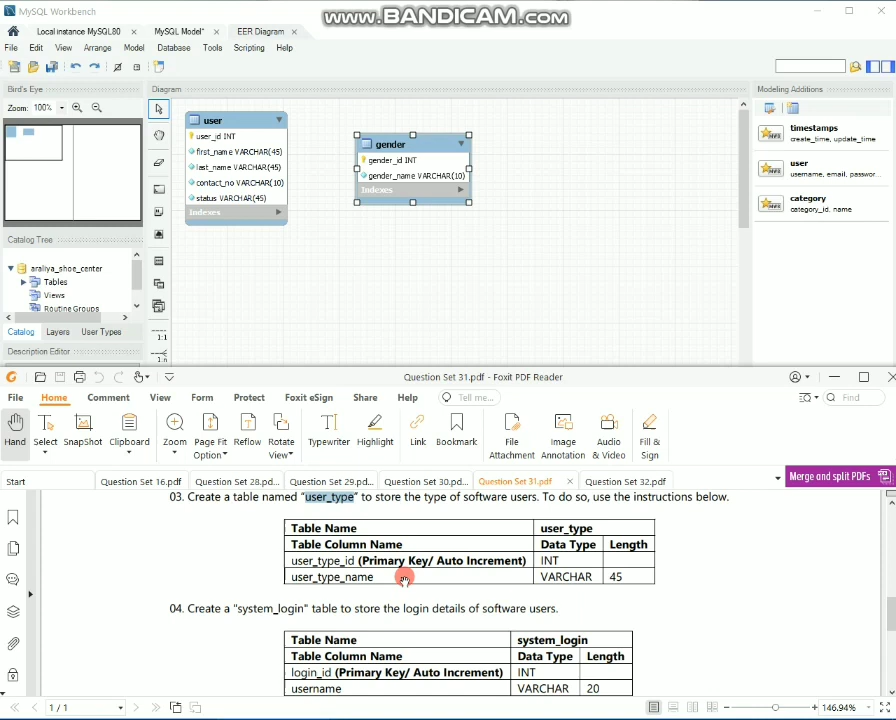 MySQL Workbench
www.BANDICAM.com
Local instance MySQL80 × MySQL Model* × EER Diagram ×
File Edit View Arrange Model Database Tools Scripting Help
Bird's Eye
Zoom: 100%
Diagram
Modeling Additions
user
user_id INT
first_name VARCHAR(45)
last_name VARCHAR(45)
contact_no VARCHAR(10)
status VARCHAR(45)
Indexes
gender
gender_id INT
gender_name VARCHAR(10)
Indexes
timestamps
create_time, update_time
user
username, email, passwor...
category
category_id, name
Catalog Tree
araliya_shoe_center
Tables
Views
Routine Groups
Catalog Layers User Types
Description Editor
1:1
1:n
Question Set 31.pdf - Foxit PDF Reader
File Home Comment View Form Protect Foxit eSign Share Help Tell me... Find
Hand Select SnapShot Clipboard Zoom Page Fit Option Reflow Rotate View Typewriter Highlight Link Bookmark File Attachment Image Annotation Audio & Video Fill & Sign
Start Question Set 16.pdf Question Set 28.pd... Question Set 29.pd... Question Set 30.pd... Question Set 31.pdf × Question Set 32.pdf Merge and split PDFs
03. Create a table named “user_type” to store the type of software users. To do so, use the instructions below.
Table Name user_type
Table Column Name Data Type Length
user_type_id (Primary Key/ Auto Increment) INT
user_type_name VARCHAR 45
04. Create a "system_login" table to store the login details of software users.
Table Name system_login
Table Column Name Data Type Length
login_id (Primary Key/ Auto Increment) INT
username VARCHAR 20
1 / 1 146.94%